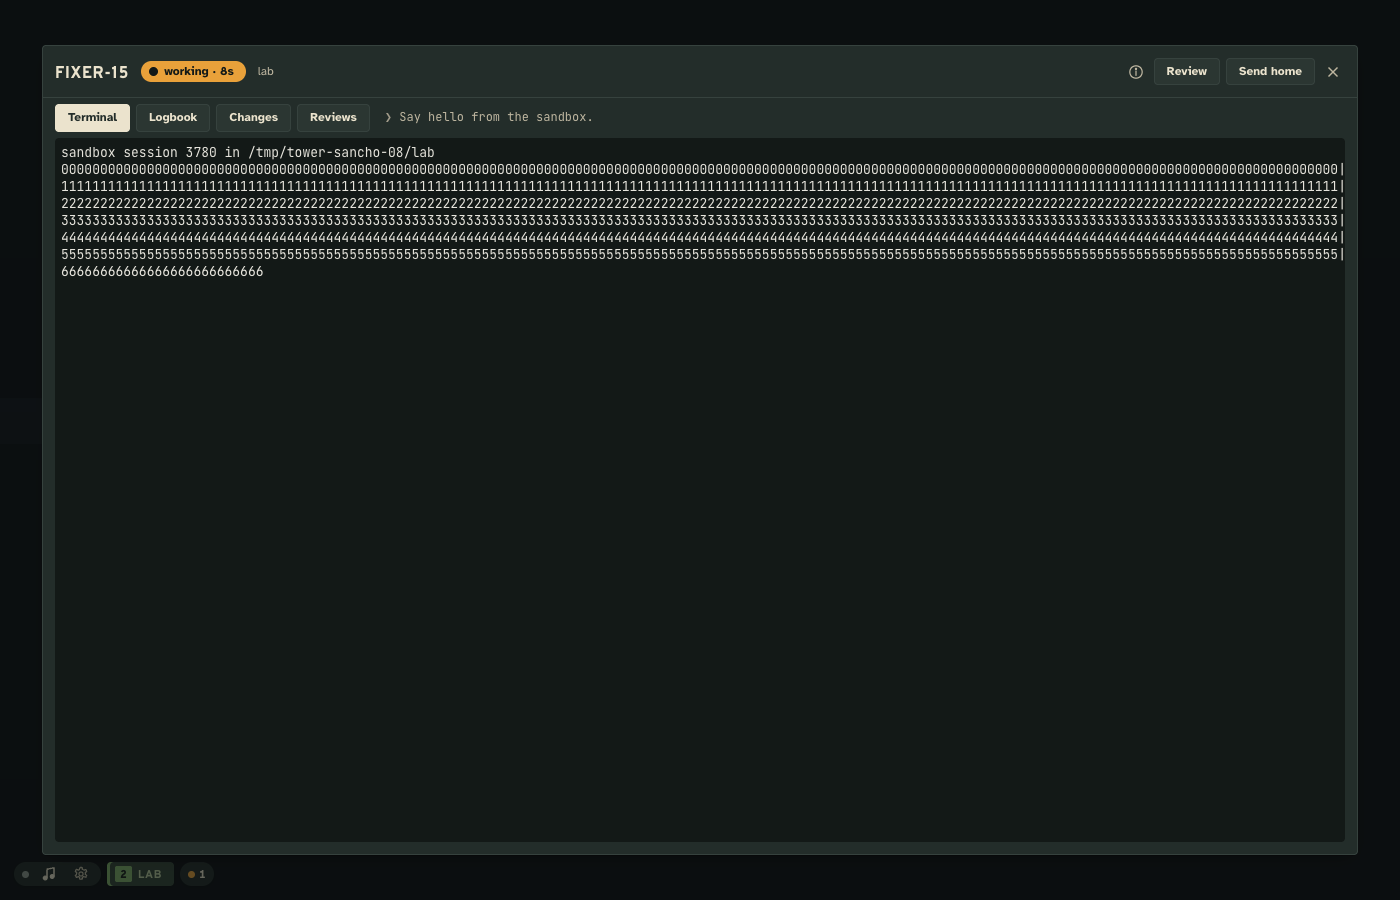 FIXER-15
working · 8s
lab
Review
Send home
Terminal
Logbook
Changes
Reviews
❯ Say hello from the sandbox.
sandbox session 3780 in /tmp/tower-sancho-08/lab
00000000000000000000000000000000000000000000000000000000000000000000000000000000000000000000000000000000000000000000000000000000000000000000000000000000000000000000|
11111111111111111111111111111111111111111111111111111111111111111111111111111111111111111111111111111111111111111111111111111111111111111111111111111111111111111111|
22222222222222222222222222222222222222222222222222222222222222222222222222222222222222222222222222222222222222222222222222222222222222222222222222222222222222222222|
33333333333333333333333333333333333333333333333333333333333333333333333333333333333333333333333333333333333333333333333333333333333333333333333333333333333333333333|
44444444444444444444444444444444444444444444444444444444444444444444444444444444444444444444444444444444444444444444444444444444444444444444444444444444444444444444|
55555555555555555555555555555555555555555555555555555555555555555555555555555555555555555555555555555555555555555555555555555555555555555555555555555555555555555555|
66666666666666666666666666
2 LAB
1